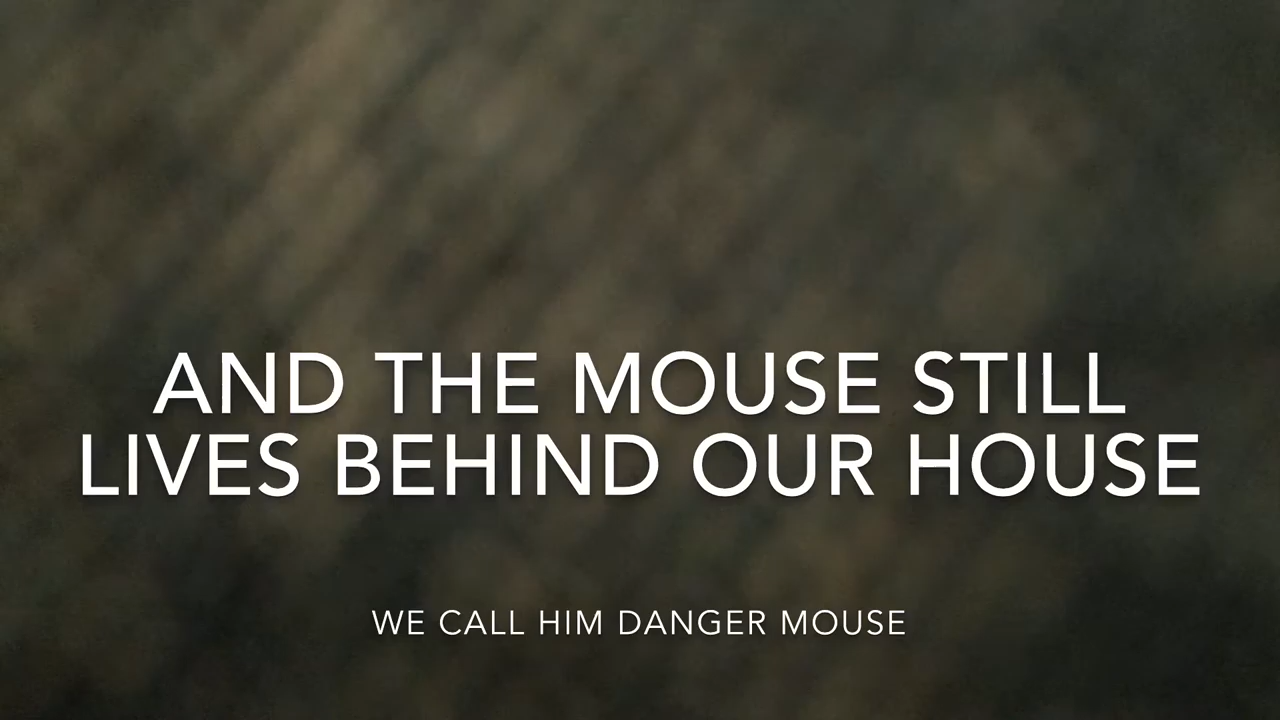 AND THE MOUSE STILL
LIVES BEHIND OUR HOUSE
WE CALL HIM DANGER MOUSE